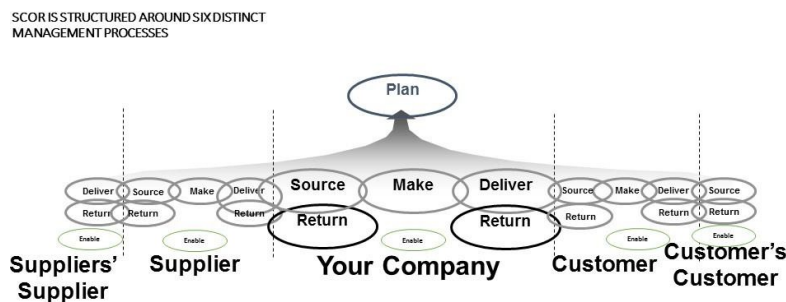 SCOR IS STRUCTURED AROUND SIX DISTINCT
MANAGEMENT PROCESSES
Plan
Deliver Source Make Deliver Source Make Deliver Source Make Deliver Source
Return Return Return Return Return Return Return Return
Enable Enable Enable Enable Enable
Suppliers' Supplier Your Company Customer Customer's
Supplier Customer